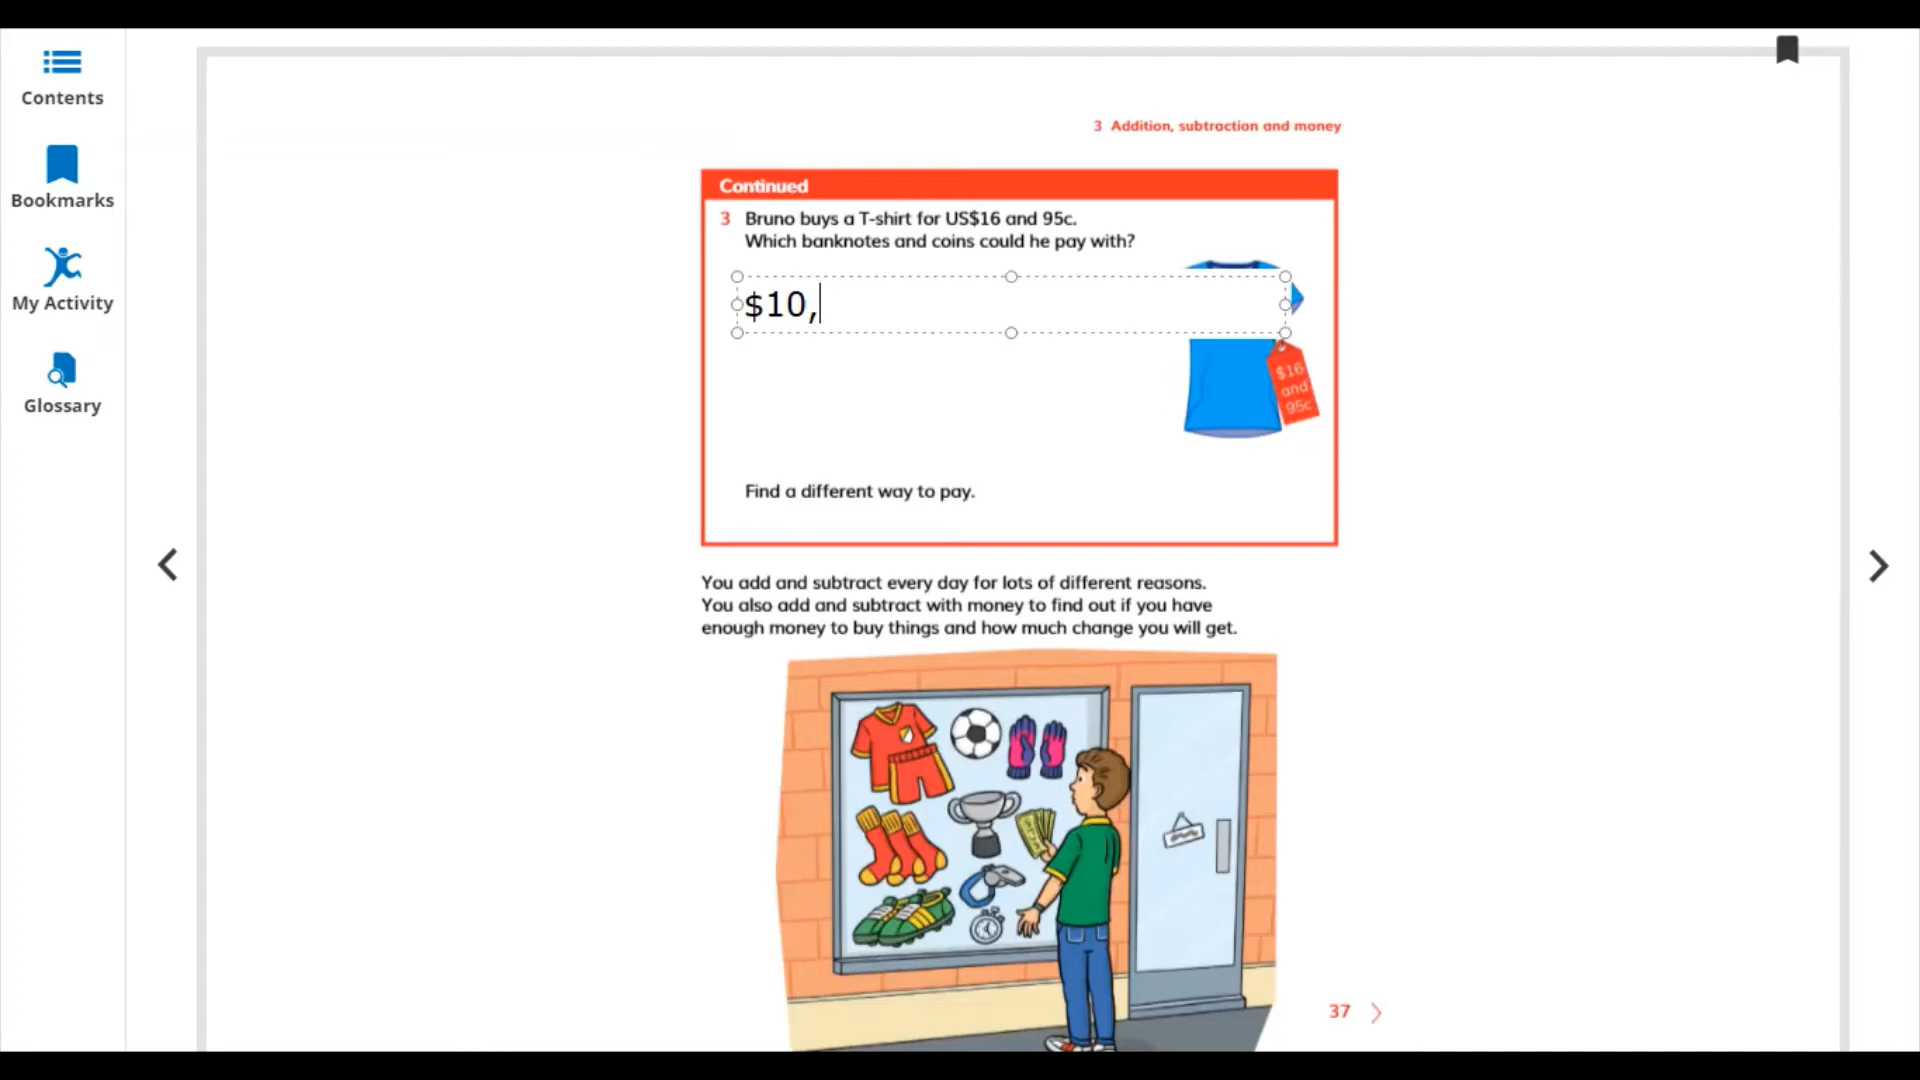 Contents
Bookmarks
My Activity
Glossary
3 Addition, subtraction and money
Continued
3 Bruno buys a T-shirt for US$16 and 95c.
Which banknotes and coins could he pay with?
$10,
$16
and
95c
Find a different way to pay.
You add and subtract every day for lots of different reasons.
You also add and subtract with money to find out if you have
enough money to buy things and how much change you will get.
37